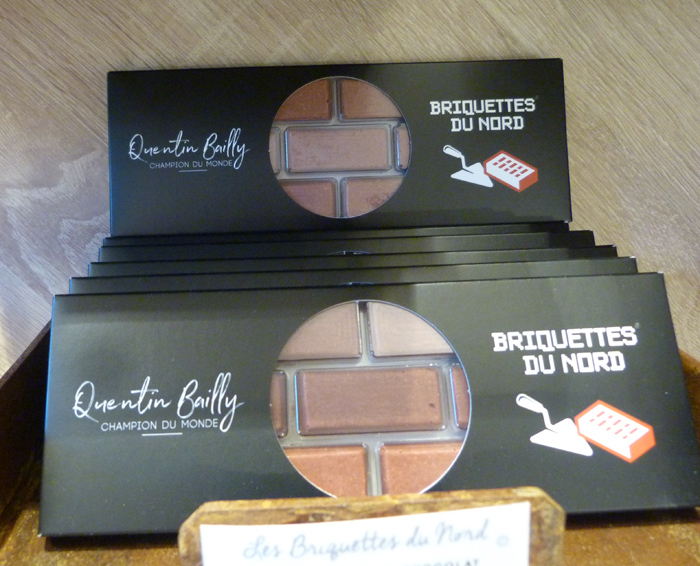 Quentin Bailly
CHAMPION DU MONDE
BRIQUETTES
DU NORD
Quentin Bailly
CHAMPION DU MONDE
BRIQUETTES
DU NORD
Les Briquettes du Nord